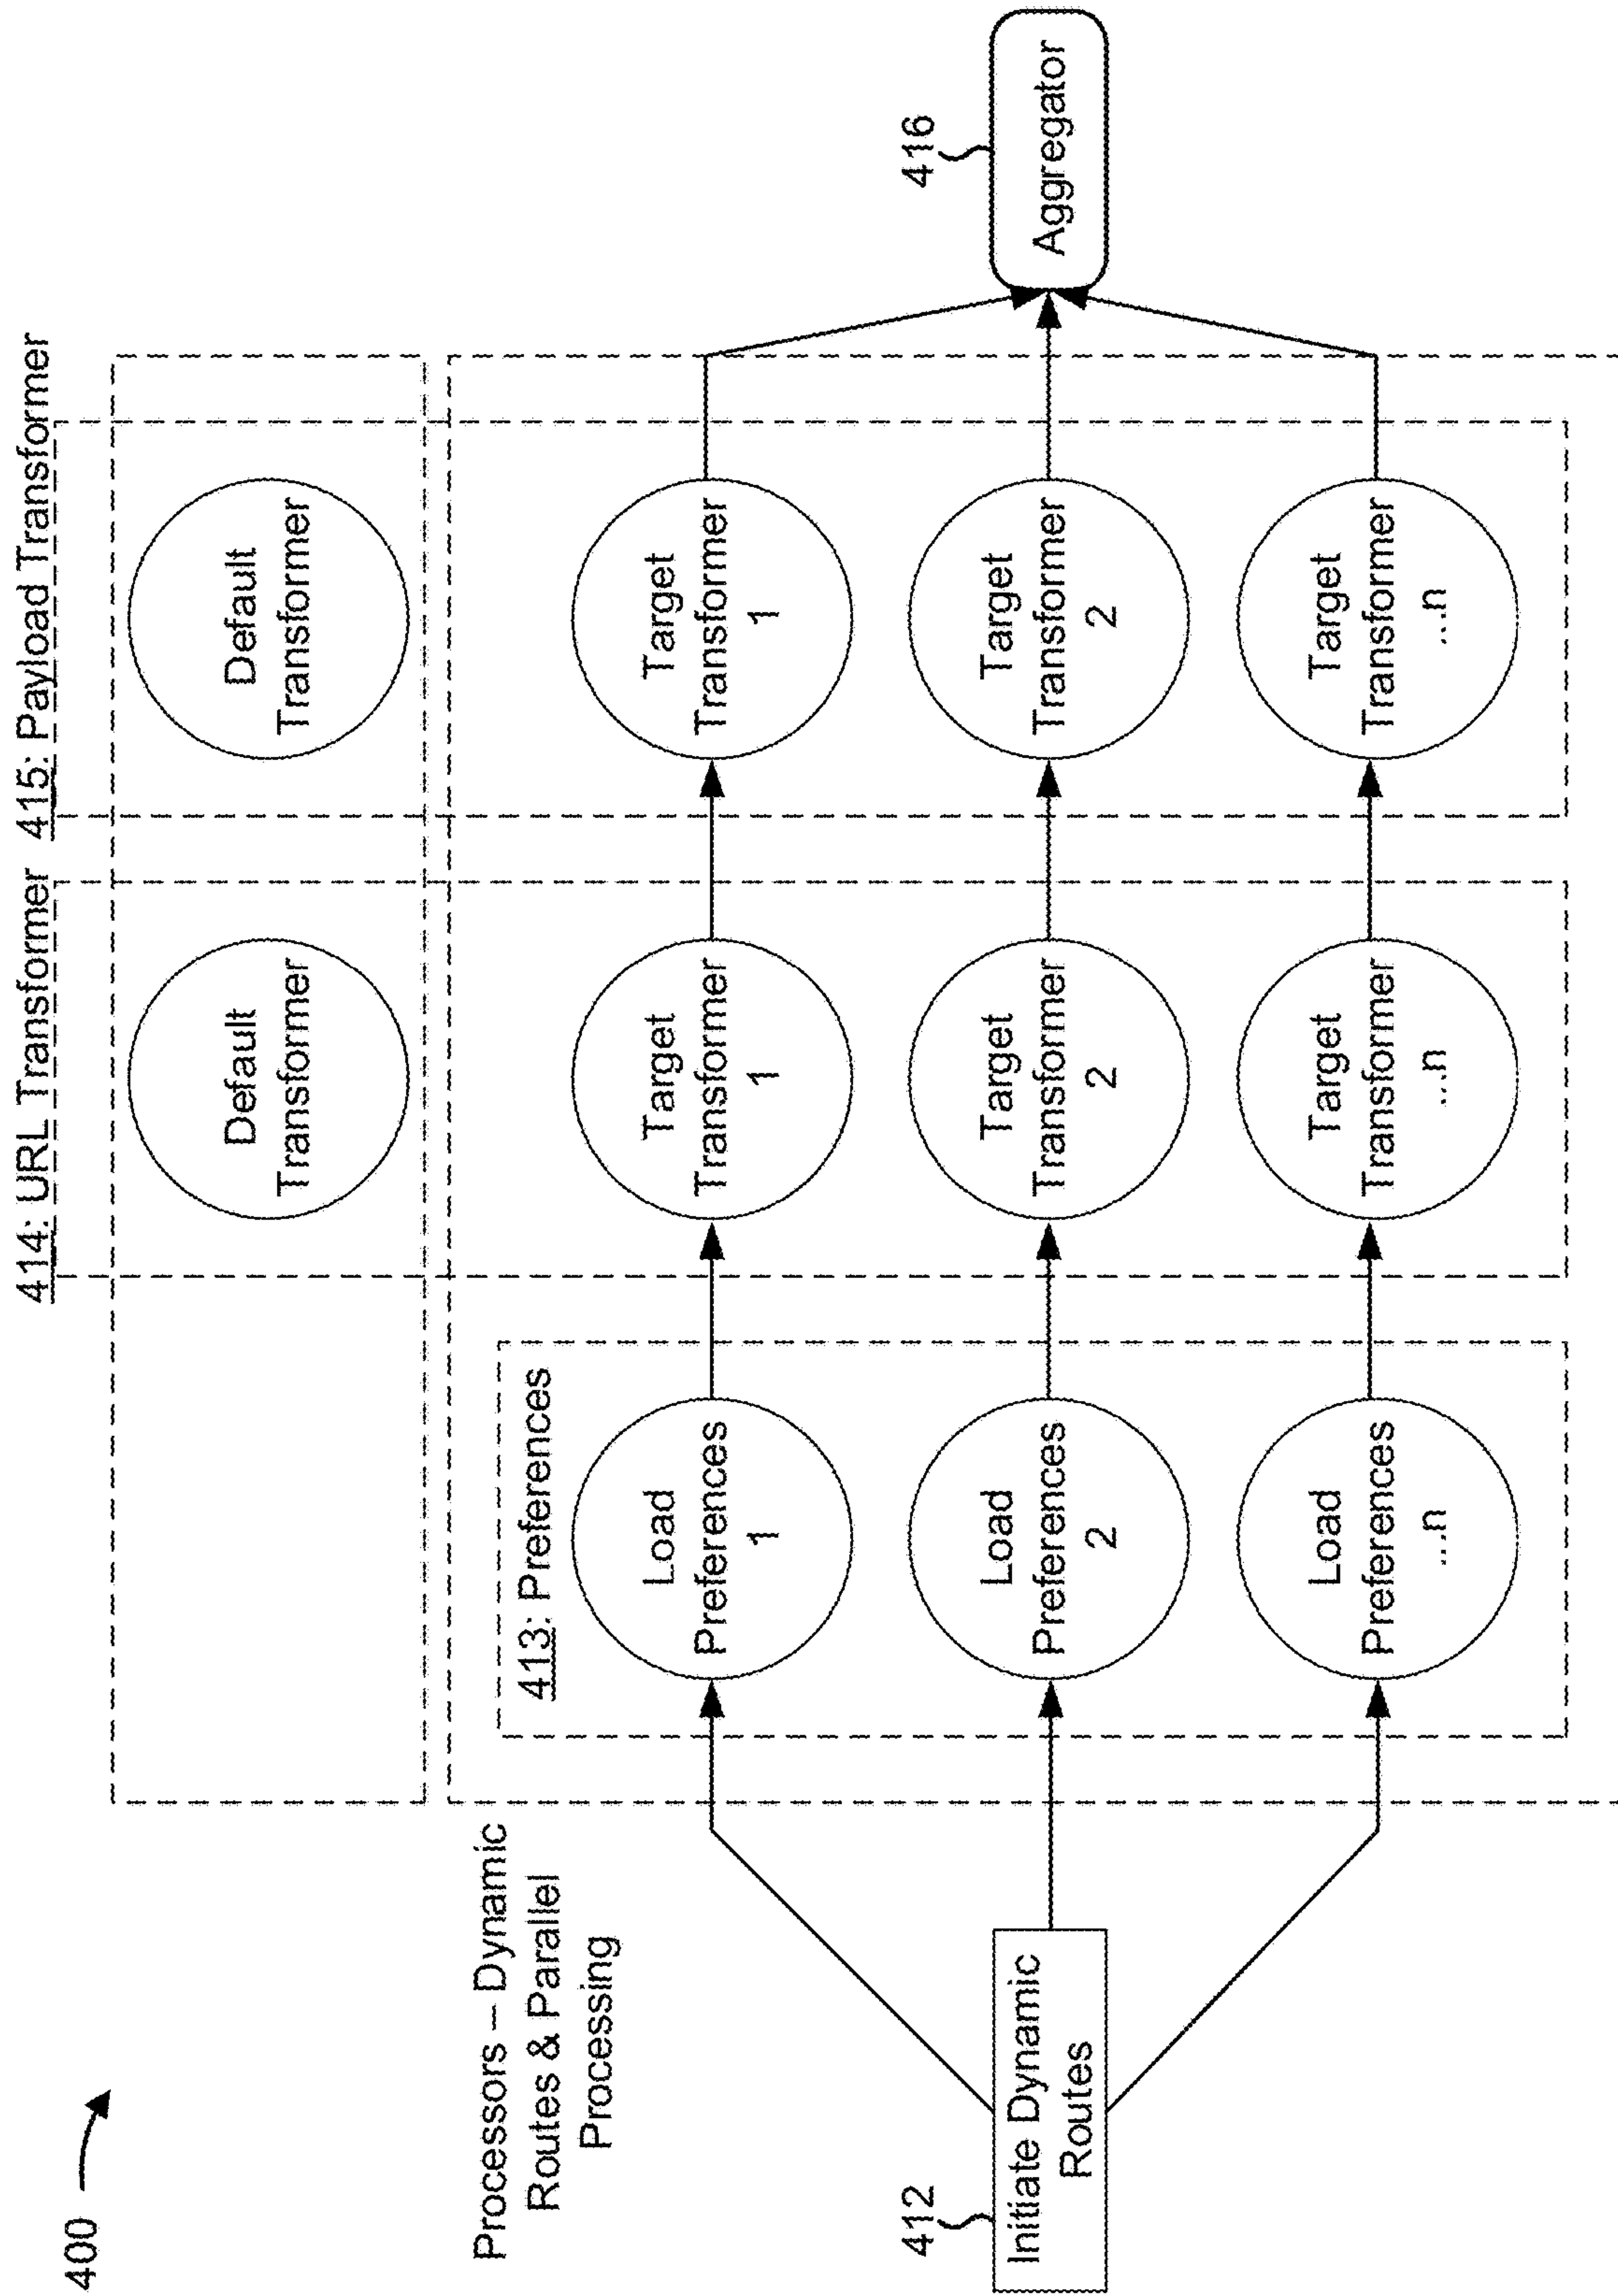 400
414: URL Transformer
415: Payload Transformer
Default
Transformer
Default
Transformer
Processors – Dynamic
Routes & Parallel
Processing
413: Preferences
412
Initiate Dynamic
Routes
Load
Preferences
1
Target
Transformer
1
Target
Transformer
1
Load
Preferences
2
Target
Transformer
2
Target
Transformer
2
Load
Preferences
...n
Target
Transformer
...n
Target
Transformer
...n
416
Aggregator